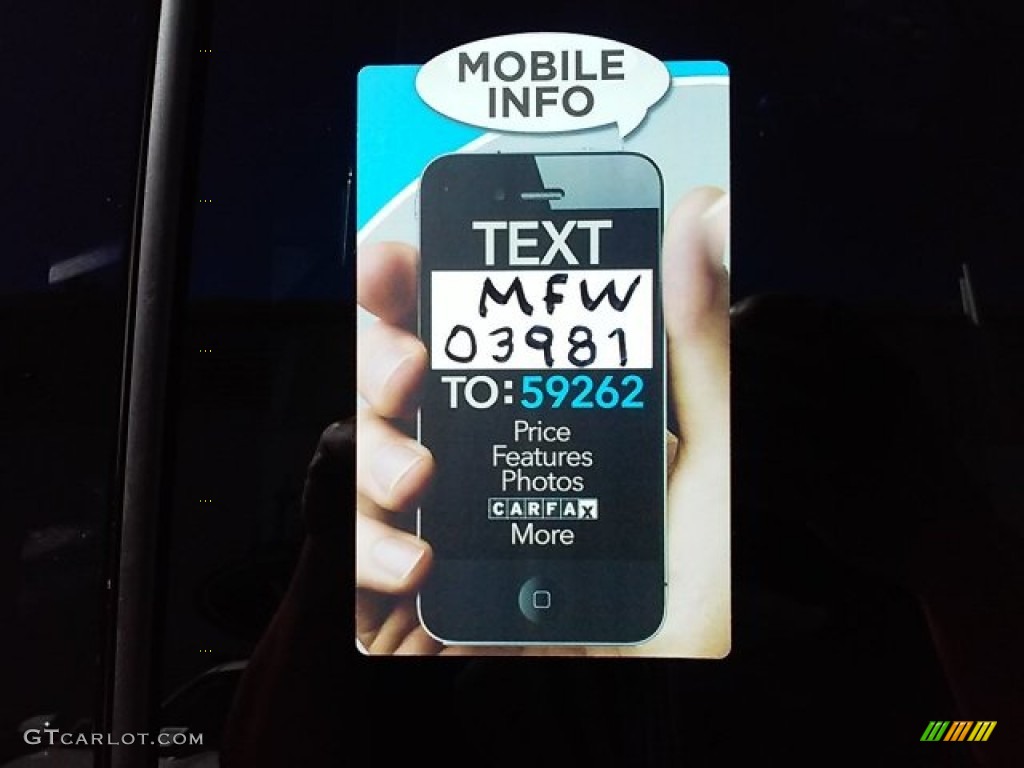 MOBILE
INFO
TEXT
MFW
03981
TO: 59262
Price
Features
Photos
CARFAX
More
GTCARLOT.COM